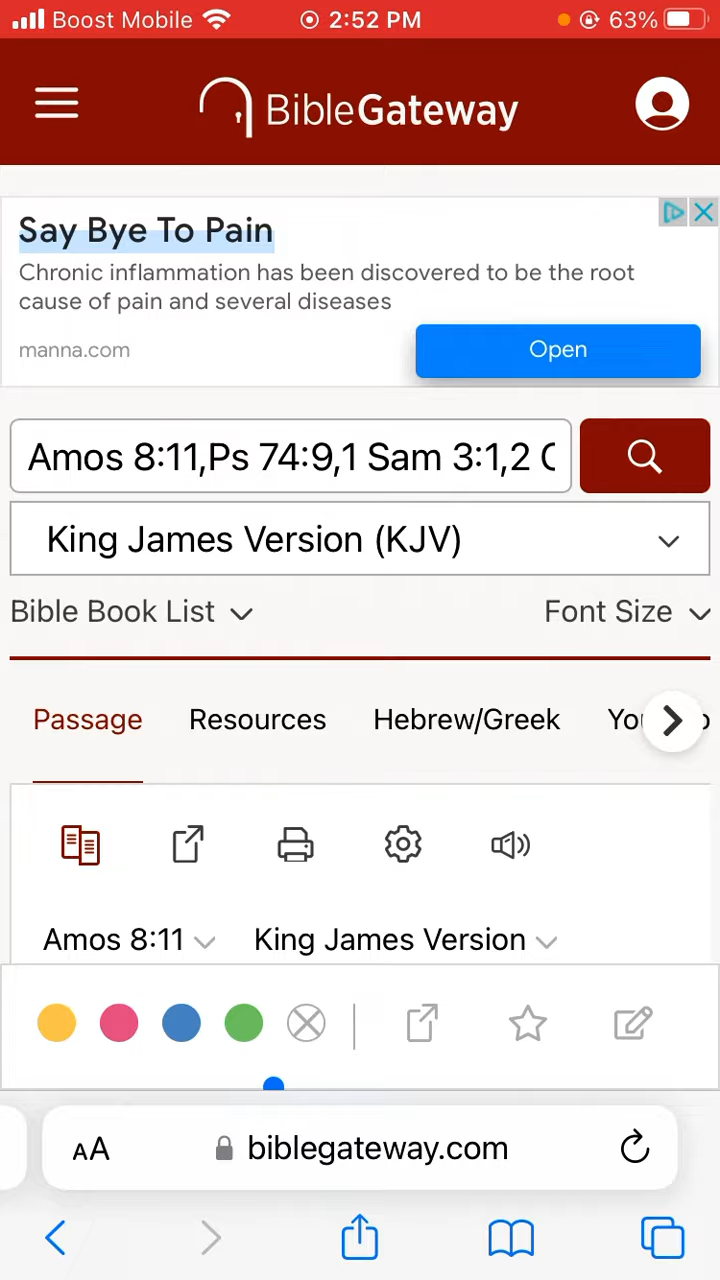 Boost Mobile 2:52 PM 63%
BibleGateway
Say Bye To Pain
Chronic inflammation has been discovered to be the root
cause of pain and several diseases
manna.com
Open
Amos 8:11,Ps 74:9,1 Sam 3:1,2
King James Version (KJV)
Bible Book List Font Size
Passage Resources Hebrew/Greek
Amos 8:11 King James Version
AA biblegateway.com